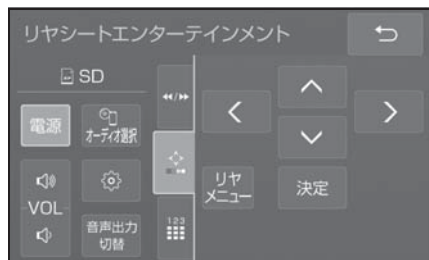 リヤシートエンターテインメント
SD
電源
オーディオ選択
VOL
音声出力
切替
123
リヤ
メニュー
決定